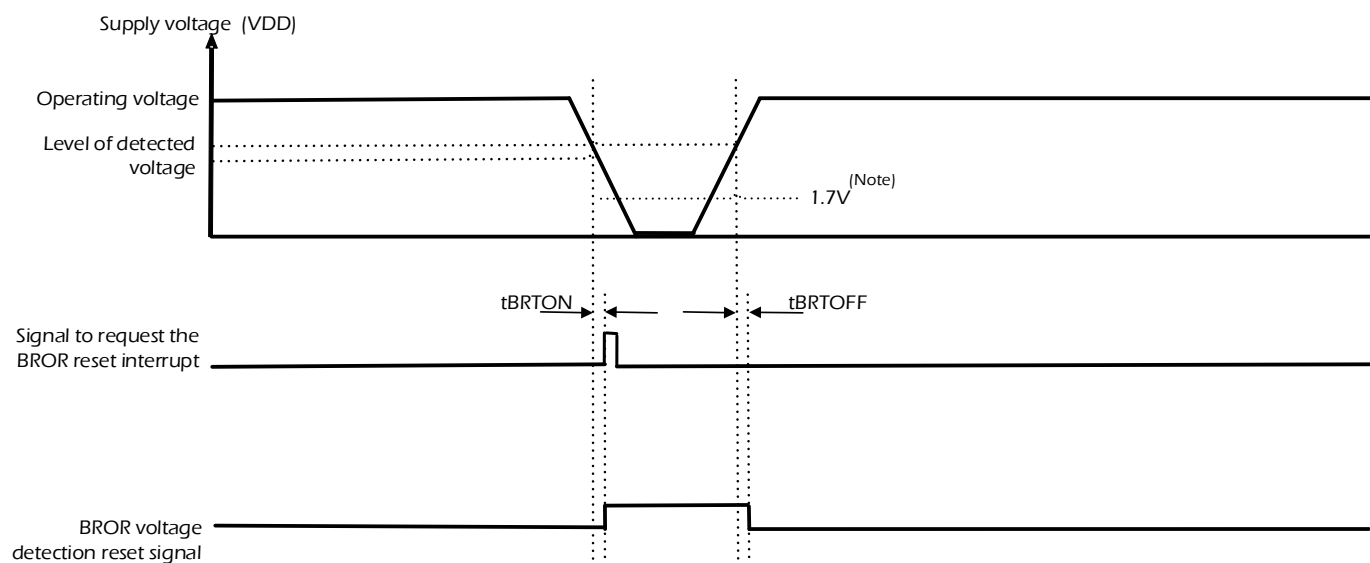 Supply voltage (VDD)
Operating voltage
Level of detected
voltage
1.7V(Note)
tBRTON
tBRTOFF
Signal to request the
BROR reset interrupt
BROR voltage
detection reset signal